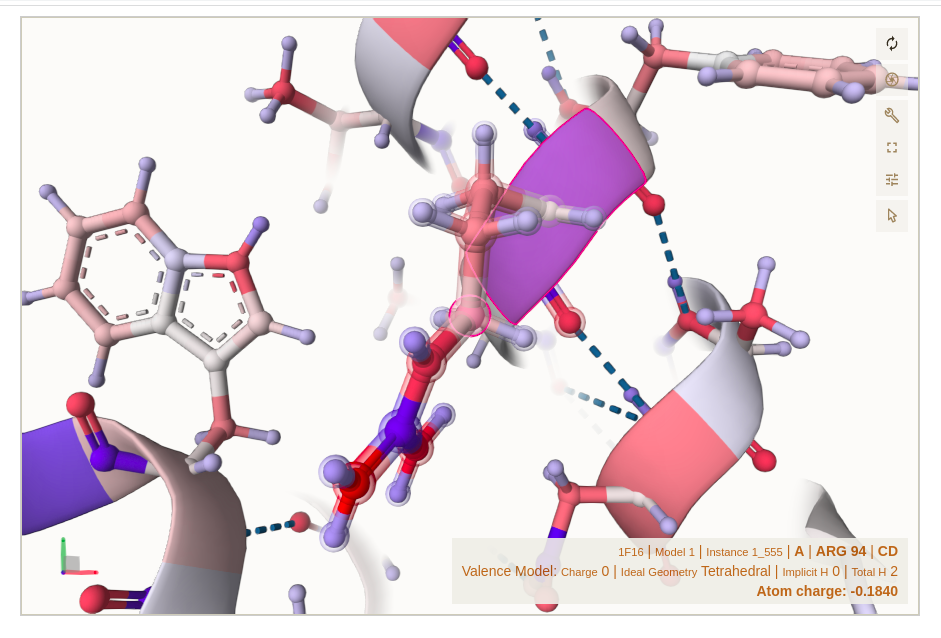 1F16 | Model 1 | Instance 1_555 | A | ARG 94 | CD
Valence Model: Charge 0 | Ideal Geometry Tetrahedral | Implicit H 0 | Total H 2
Atom charge: -0.1840